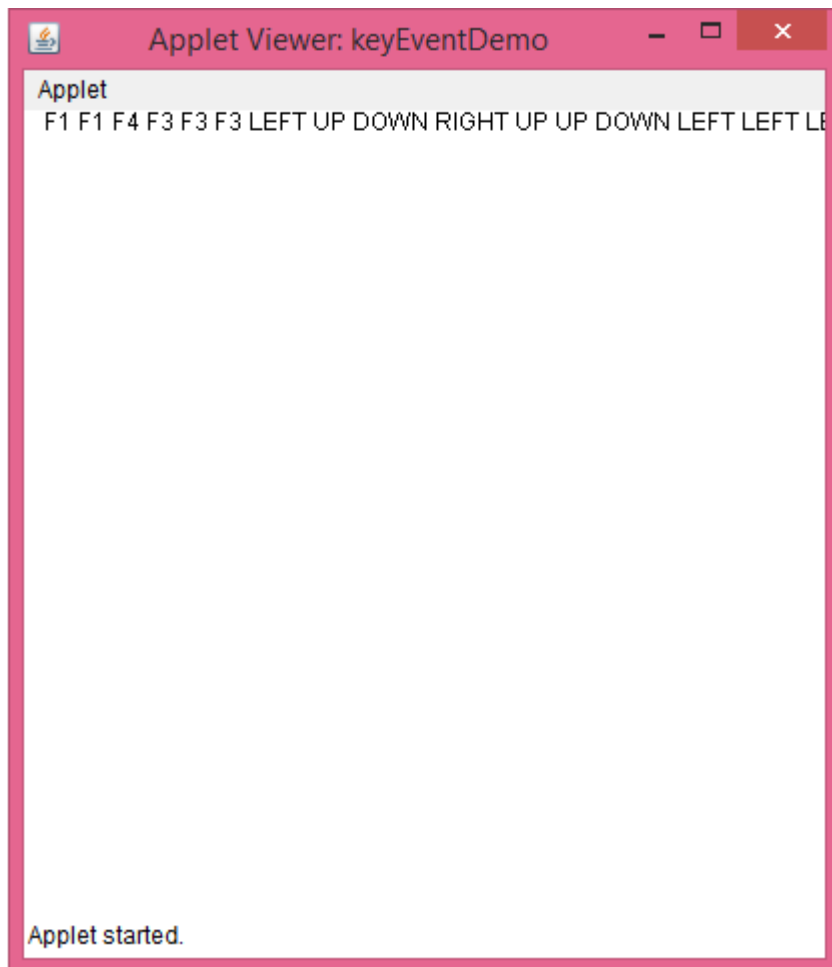 Applet Viewer: keyEventDemo
Applet
F1 F1 F4 F3 F3 F3 LEFT UP DOWN RIGHT UP UP DOWN LEFT LEFT
Applet started.